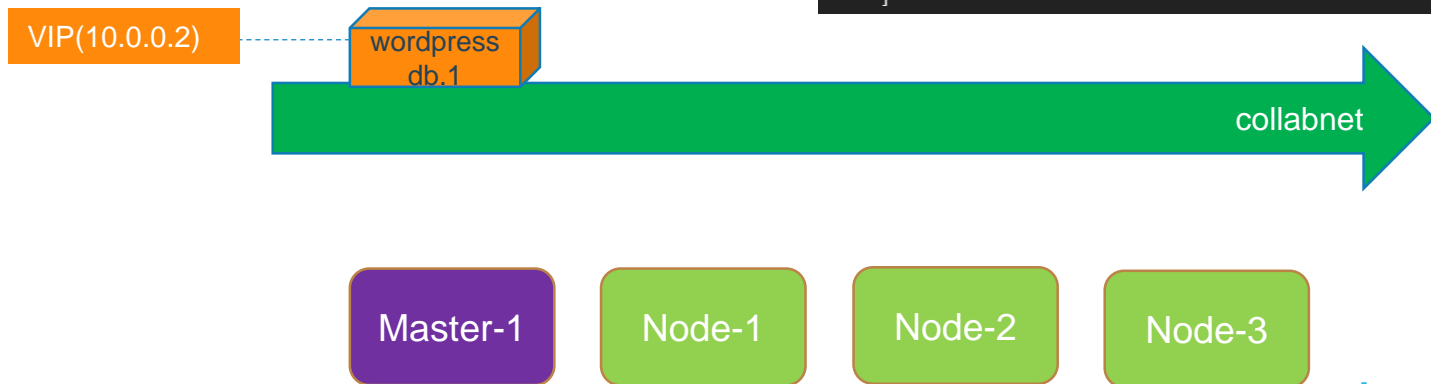 ]
VIP(10.0.0.2)
wordpress
db.1
collabnet
Master-1
Node-1
Node-2
Node-3